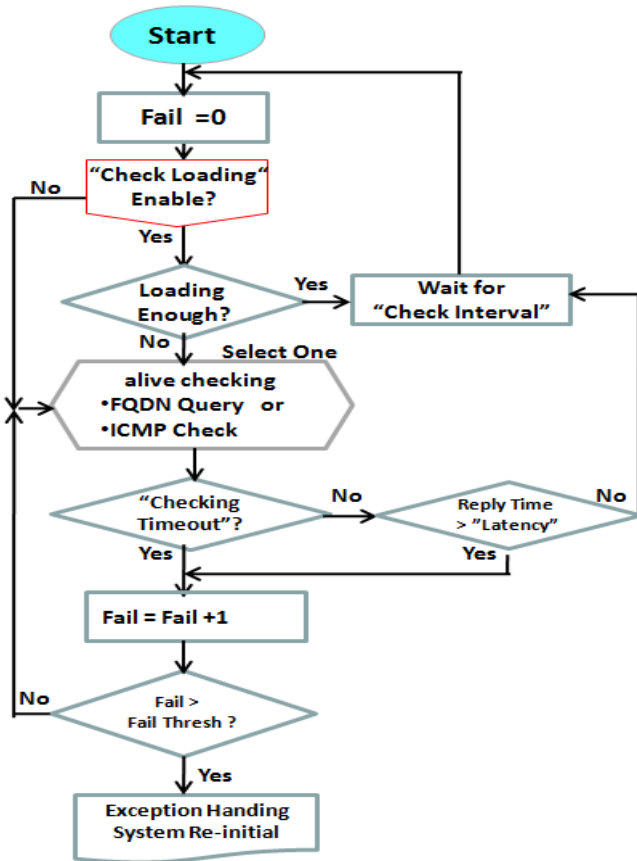 Start
Fail =0
“Check Loading“
Enable?
No
Yes
Loading
Enough?
Yes
Wait for
“Check Interval”
No
Select One
alive checking
•FQDN Query or
•ICMP Check
“Checking
Timeout”?
No
Reply Time
> ”Latency”
No
Yes
Yes
Fail = Fail +1
No
Fail >
Fail Thresh ?
Yes
Exception Handing
System Re-initial